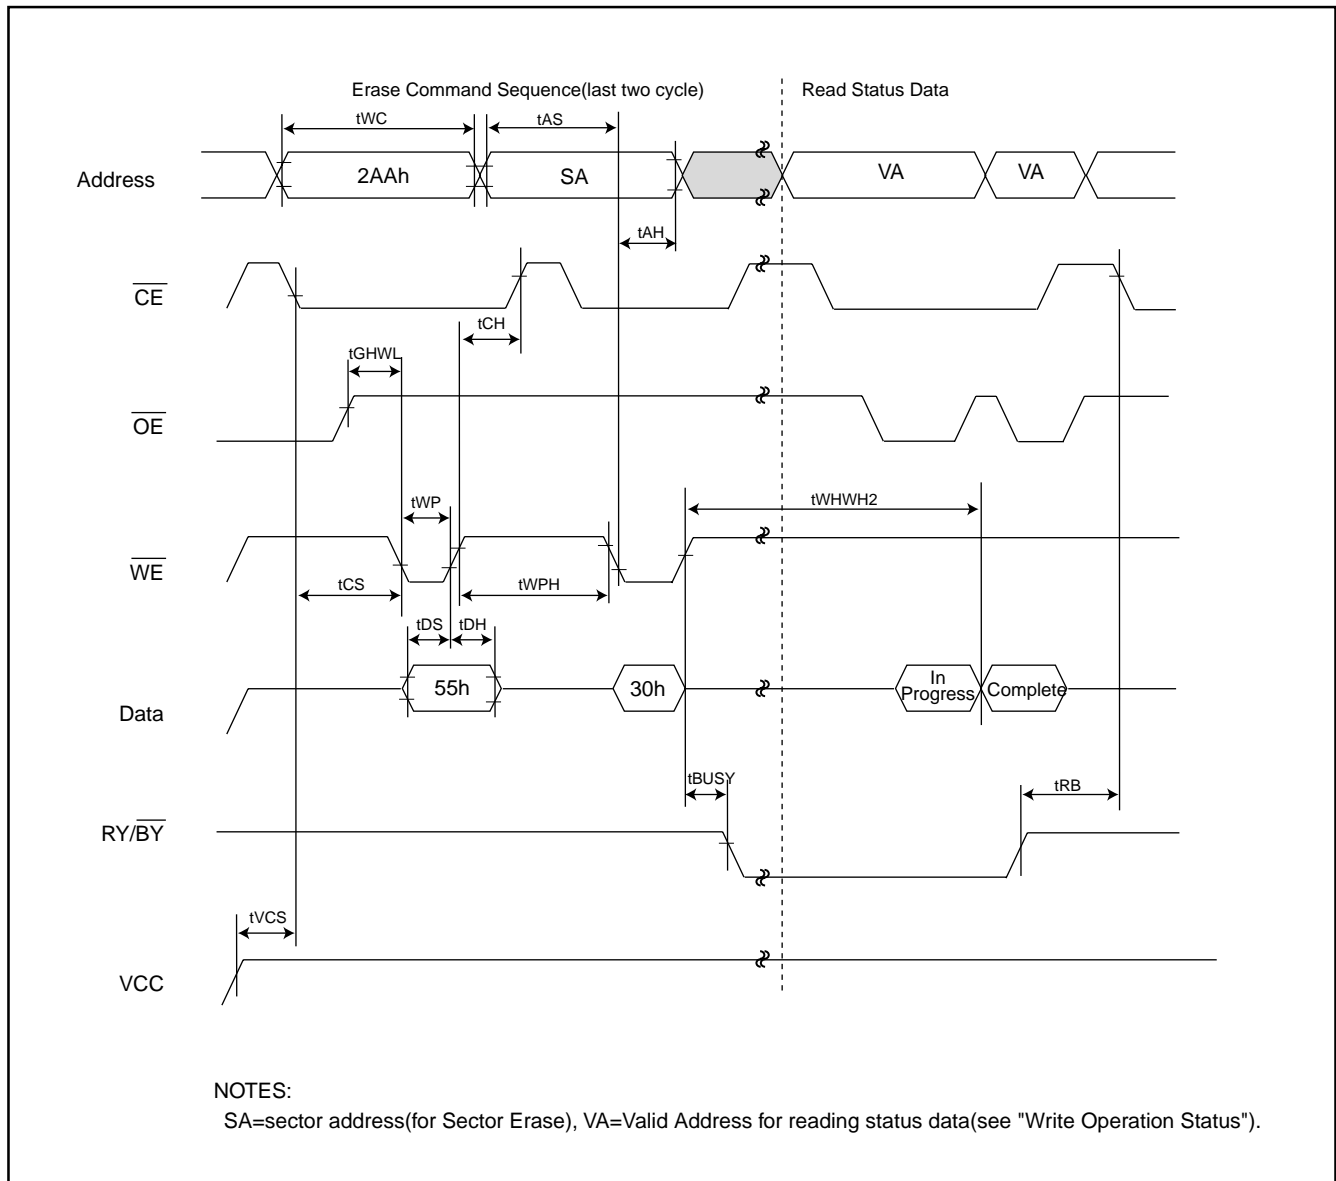 Erase Command Sequence(last two cycle)
Read Status Data
tWC
tAS
Address
2AAh
SA
VA
VA
tAH
CE
tCH
tGHWL
OE
tWP
tWHWH2
WE
tCS
tWPH
tDS
tDH
Data
55h
30h
In
Progress
Complete
tBUSY
tRB
RY/BY
tVCS
VCC
NOTES:
SA=sector address(for Sector Erase), VA=Valid Address for reading status data(see "Write Operation Status").